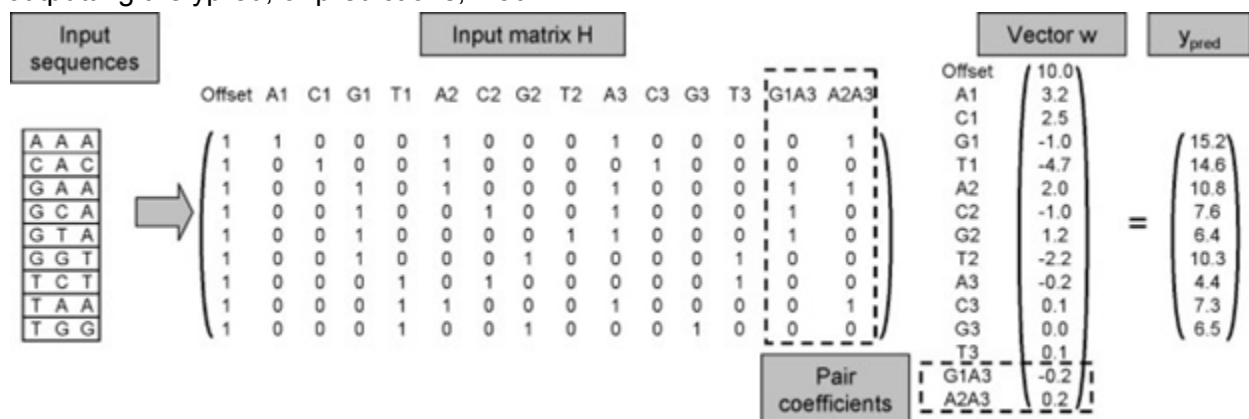 Input
sequences
Input matrix H
Vector w
y_pred
A A A
C A C
G A A
G C A
G T A
G G T
T C T
T A A
T G G
Offset A1 C1 G1 T1 A2 C2 G2 T2 A3 C3 G3 T3 G1A3 A2A3
1 1 0 0 0 1 0 0 0 1 0 0 0 0 1
1 0 1 0 0 1 0 0 0 0 1 0 0 0 0
1 0 0 1 0 1 0 0 0 1 0 0 0 1 1
1 0 0 1 0 0 1 0 0 1 0 0 0 1 0
1 0 0 1 0 0 0 0 1 1 0 0 0 1 0
1 0 0 1 0 0 0 1 0 0 0 0 1 0 0
1 0 0 0 1 0 1 0 0 0 0 0 1 0 0
1 0 0 0 1 1 0 0 0 1 0 0 0 0 1
1 0 0 0 1 0 0 1 0 0 0 1 0 0 0
Pair
coefficients
Offset 10.0
A1 3.2
C1 2.5
G1 -1.0
T1 -4.7
A2 2.0
C2 -1.0
G2 1.2
T2 -2.2
A3 -0.2
C3 0.1
G3 0.0
T3 0.1
G1A3 -0.2
A2A3 0.2
=
15.2
14.6
10.8
7.6
6.4
10.3
4.4
7.3
6.5